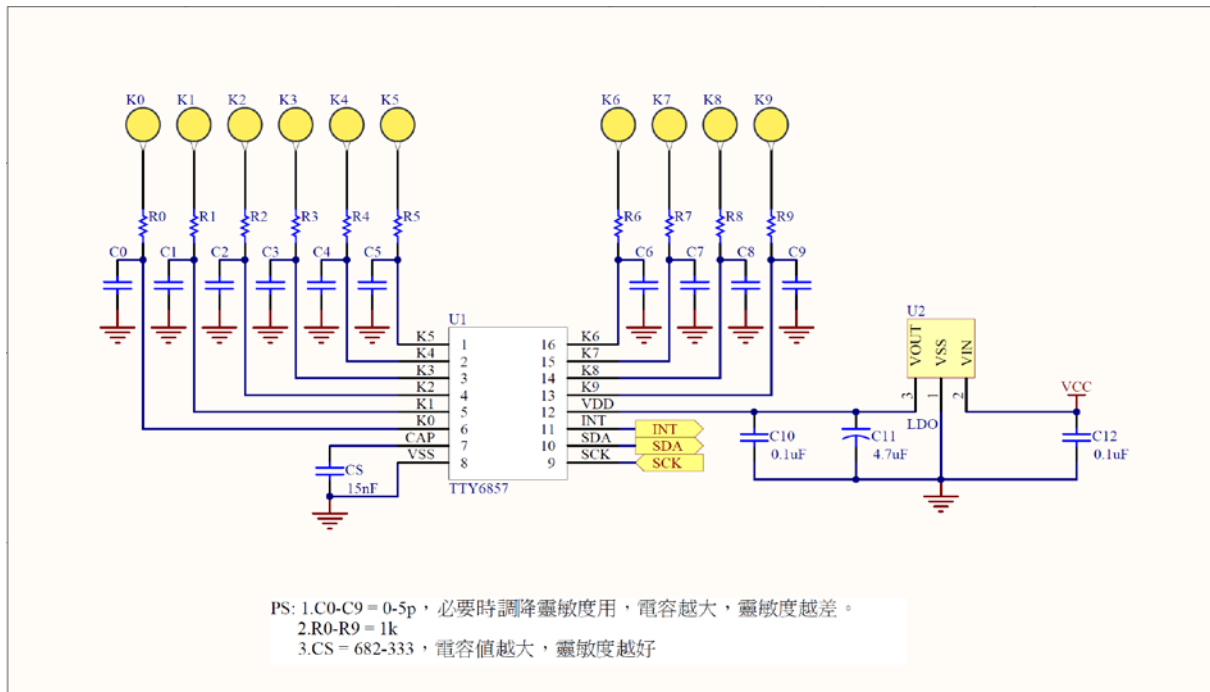 K0 K1 K2 K3 K4 K5 K6 K7 K8 K9
R0 R1 R2 R3 R4 R5 R6 R7 R8 R9
C0 C1 C2 C3 C4 C5 C6 C7 C8 C9
U1
U2
VOUT VSS VIN
3 1 2
LDO
VCC
K5 1 16 K6
K4 2 15 K7
K3 3 14 K8
K2 4 13 K9
K1 5 12 VDD
K0 6 11 INT INT
CAP 7 10 SDA SDA
VSS 8 9 SCK SCK
TTY6857
CS
15nF
C10
0.1uF
C11
4.7uF
C12
0.1uF
PS: 1.C0-C9 = 0-5p，必要時調降靈敏度用，電容越大，靈敏度越差。
2.R0-R9 = 1k
3.CS = 682-333，電容值越大，靈敏度越好